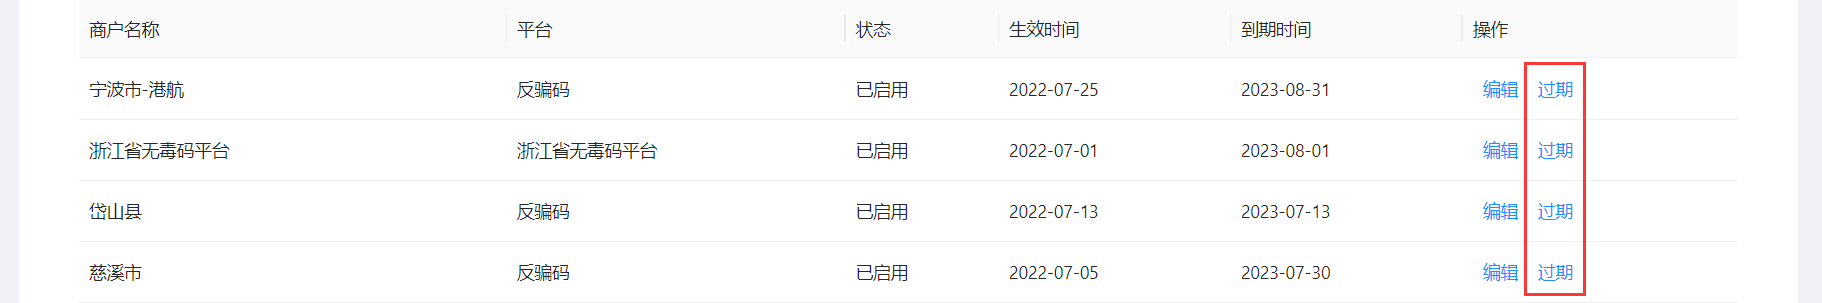 商户名称 平台 状态 生效时间 到期时间 操作
宁波市-港航 反骗码 已启用 2022-07-25 2023-08-31 编辑 过期
浙江省无毒码平台 浙江省无毒码平台 已启用 2022-07-01 2023-08-01 编辑 过期
岱山县 反骗码 已启用 2022-07-13 2023-07-13 编辑 过期
慈溪市 反骗码 已启用 2022-07-05 2023-07-30 编辑 过期